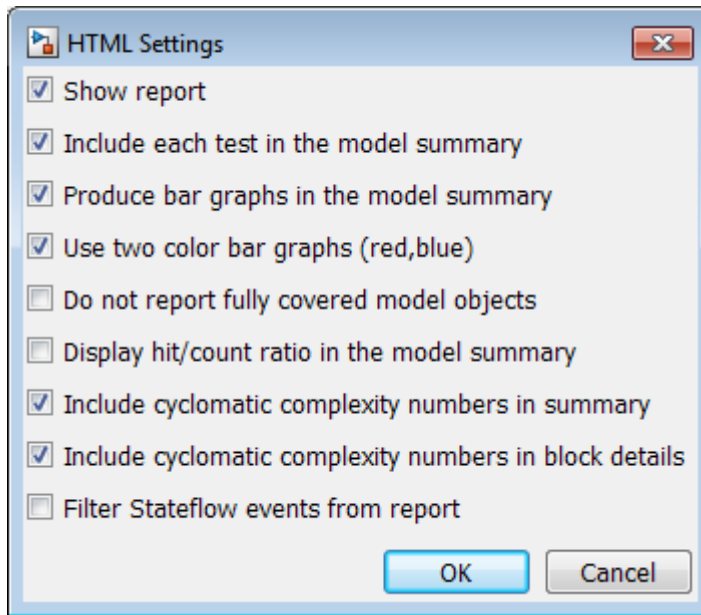 HTML Settings
Show report
Include each test in the model summary
Produce bar graphs in the model summary
Use two color bar graphs (red,blue)
Do not report fully covered model objects
Display hit/count ratio in the model summary
Include cyclomatic complexity numbers in summary
Include cyclomatic complexity numbers in block details
Filter Stateflow events from report
OK Cancel